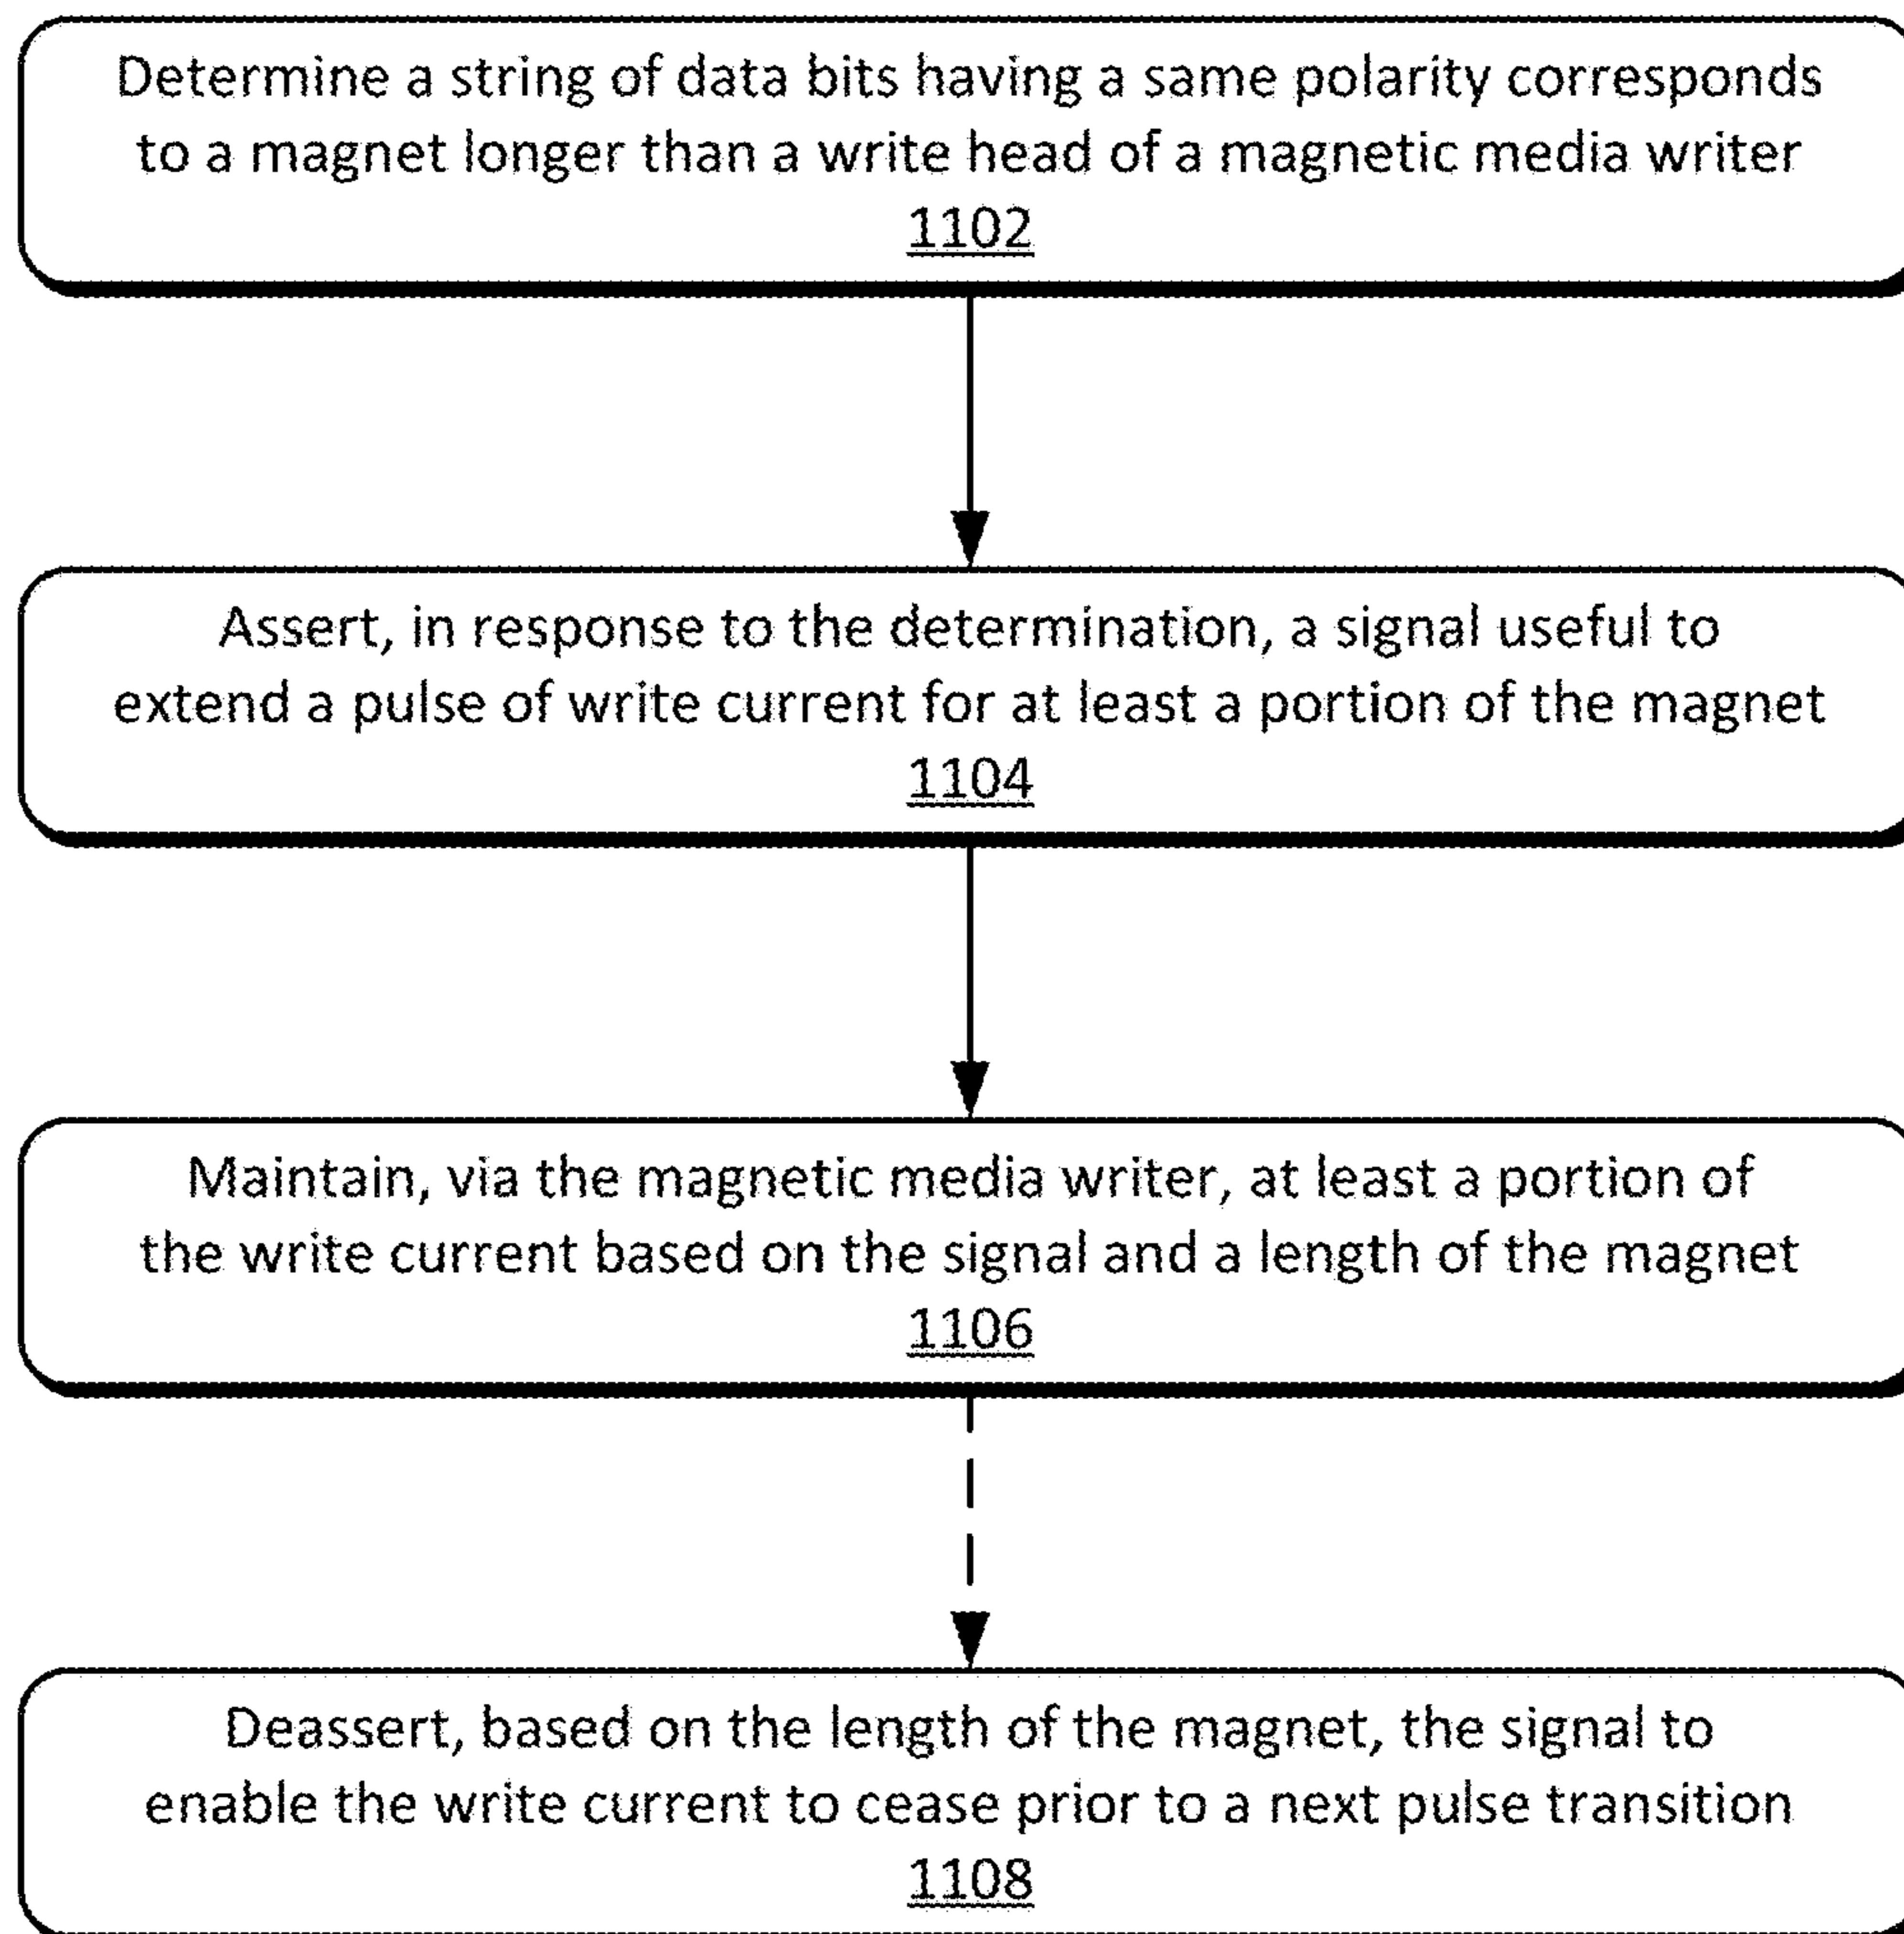 Determine a string of data bits having a same polarity corresponds
to a magnet longer than a write head of a magnetic media writer
1102
Assert, in response to the determination, a signal useful to
extend a pulse of write current for at least a portion of the magnet
1104
Maintain, via the magnetic media writer, at least a portion of
the write current based on the signal and a length of the magnet
1106
Deassert, based on the length of the magnet, the signal to
enable the write current to cease prior to a next pulse transition
1108